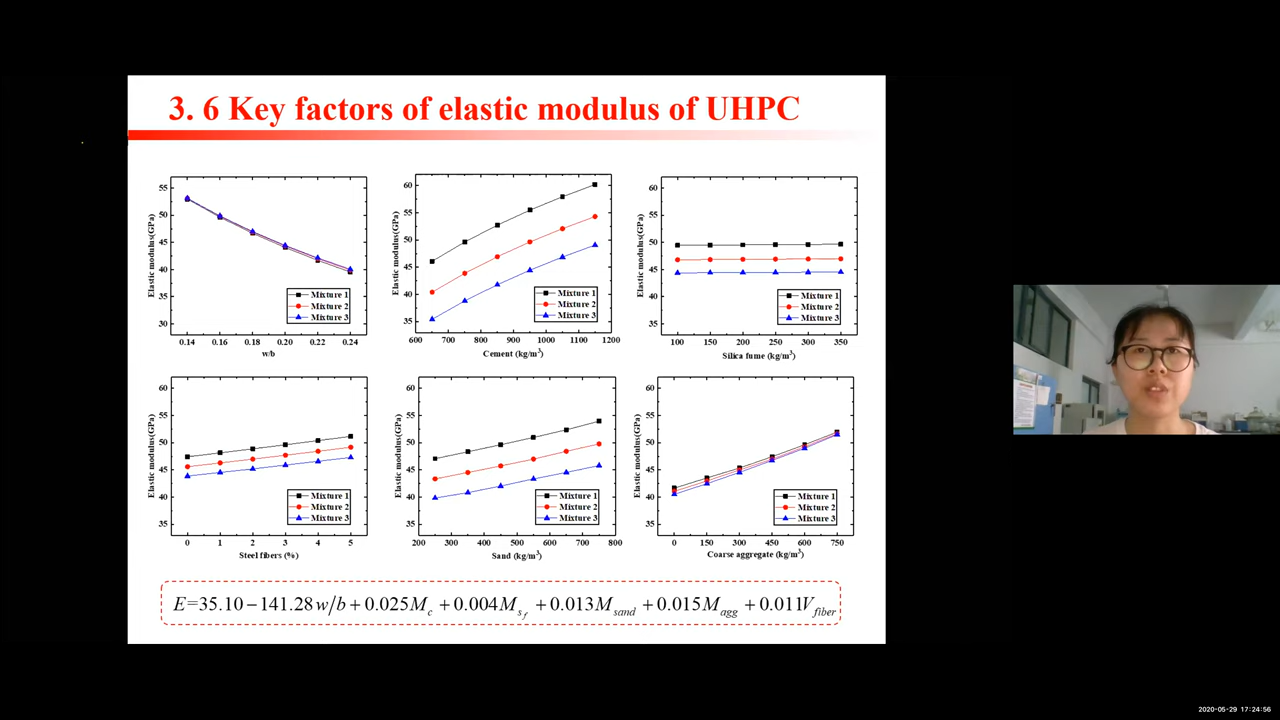 3. 6 Key factors of elastic modulus of UHPC
Elastic modulus(GPa)
55
50
45
40
35
30
Mixture 1
Mixture 2
Mixture 3
0.14 0.16 0.18 0.20 0.22 0.24
w/b
Elastic modulus(GPa)
60
55
50
45
40
35
Mixture 1
Mixture 2
Mixture 3
600 700 800 900 1000 1100 1200
Cement (kg/m³)
Elastic modulus(GPa)
60
55
50
45
40
35
Mixture 1
Mixture 2
Mixture 3
100 150 200 250 300 350
Silica fume (kg/m³)
Elastic modulus(GPa)
60
55
50
45
40
35
Mixture 1
Mixture 2
Mixture 3
0 1 2 3 4 5
Steel fibers (%)
Elastic modulus(GPa)
60
55
50
45
40
35
Mixture 1
Mixture 2
Mixture 3
200 300 400 500 600 700 800
Sand (kg/m³)
Elastic modulus(GPa)
60
55
50
45
40
35
Mixture 1
Mixture 2
Mixture 3
0 150 300 450 600 750
Coarse aggregate (kg/m³)
E=35.10−141.28w/b+0.025M_c+0.004M_{s_f}+0.013M_{sand}+0.015M_{agg}+0.011V_{fiber}
2020-05-29 17:24:56